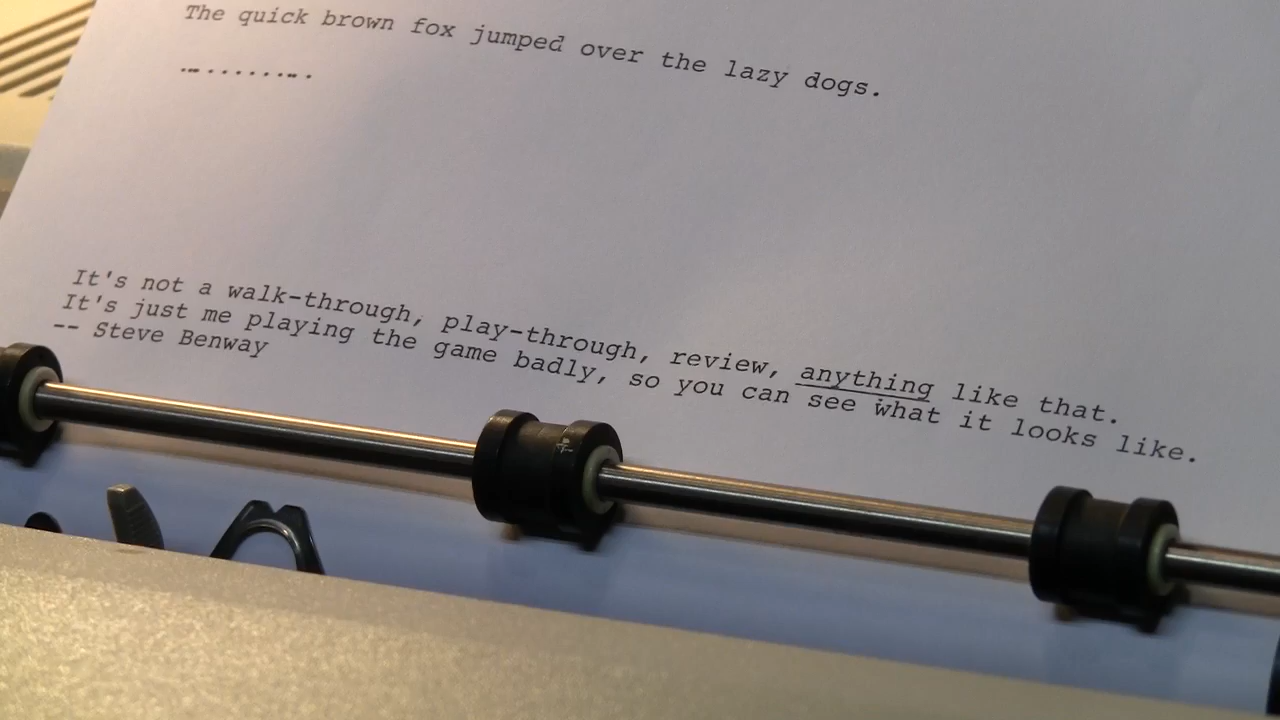 The quick brown fox jumped over the lazy dogs.
... ...... ... .
It's not a walk-through, play-through, review, anything like that.
It's just me playing the game badly, so you can see what it looks like.
-- Steve Benway